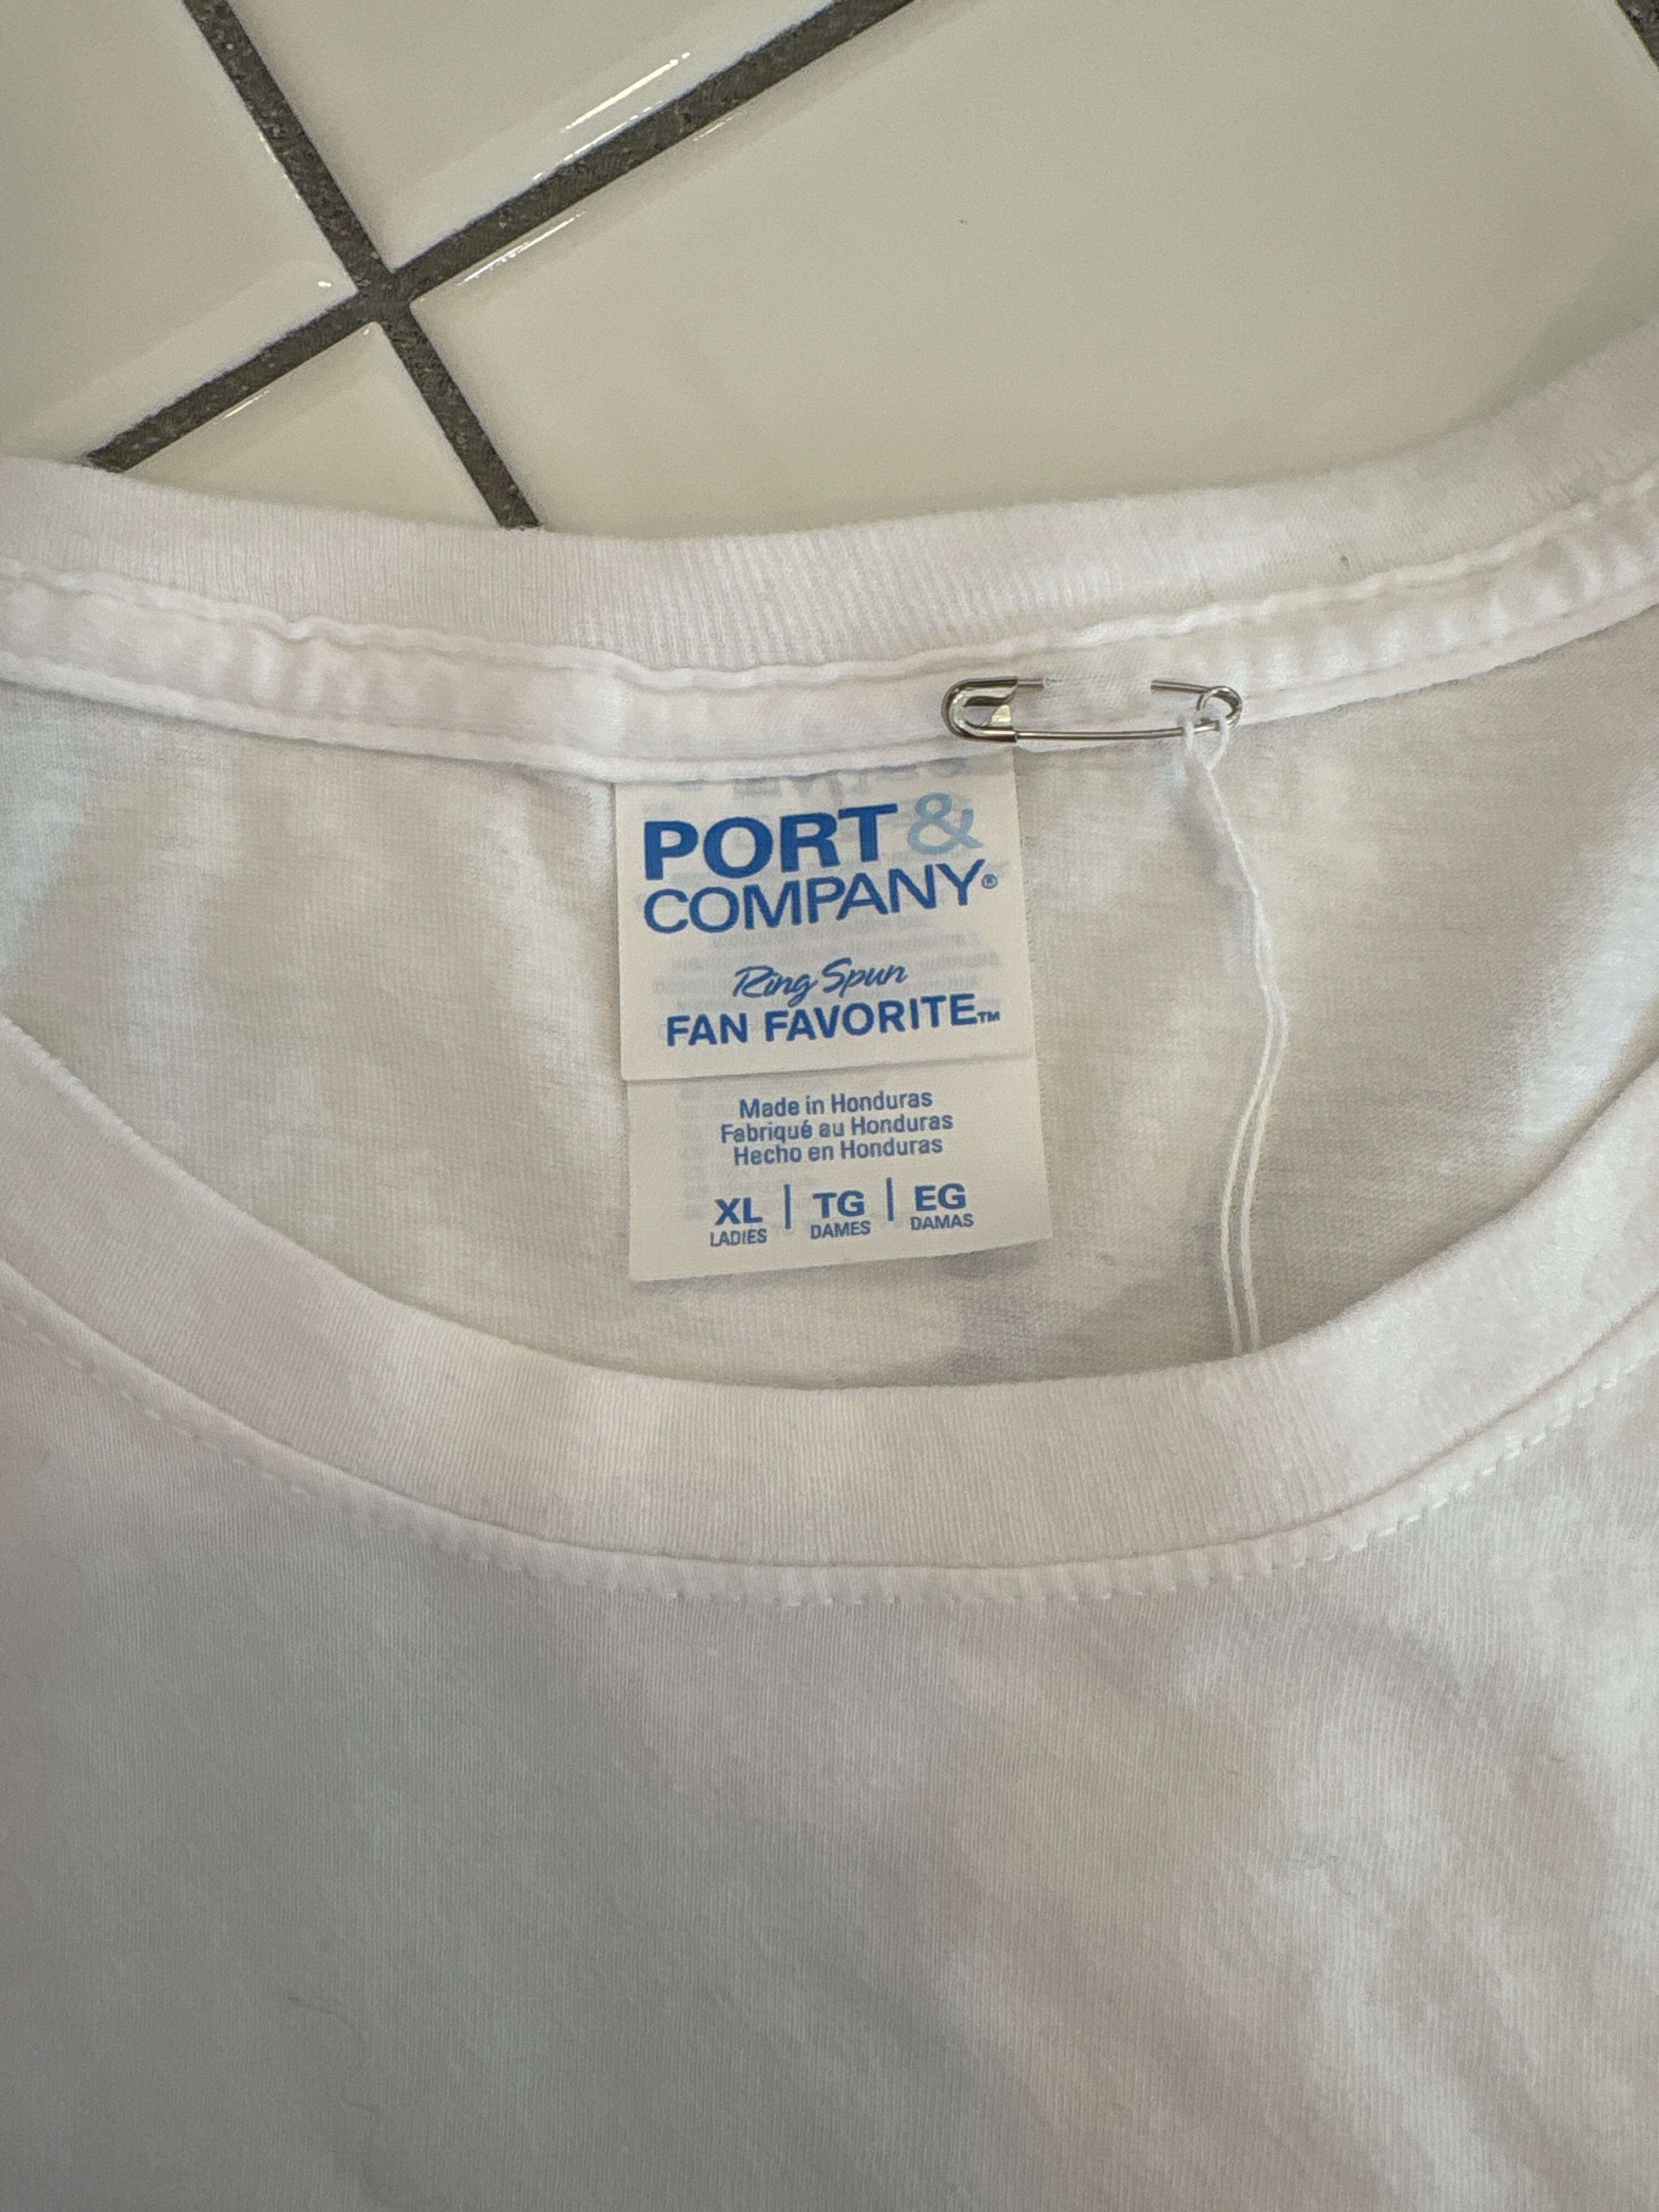 PORT &
COMPANY®
Ring Spun
FAN FAVORITE™
Made in Honduras
Fabriqué au Honduras
Hecho en Honduras
XL | TG | EG
LADIES DAMES DAMAS